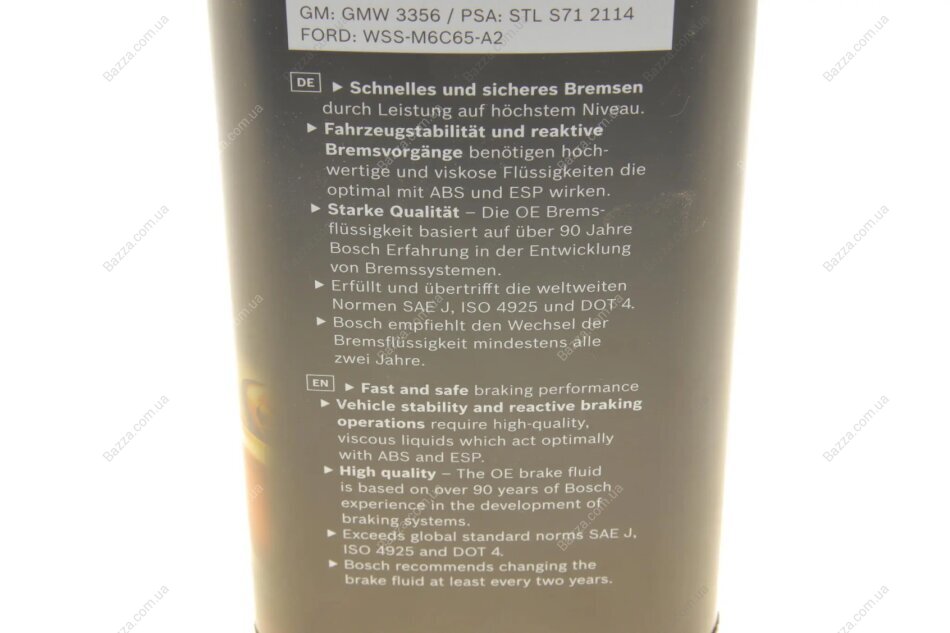 GM: GMW 3356 / PSA: STL S71 2114
FORD: WSS-M6C65-A2
DE ▶ Schnelles und sicheres Bremsen
durch Leistung auf höchstem Niveau.
▶ Fahrzeugstabilität und reaktive
Bremsvorgänge benötigen hoch-
wertige und viskose Flüssigkeiten die
optimal mit ABS und ESP wirken.
▶ Starke Qualität – Die OE Brems-
flüssigkeit basiert auf über 90 Jahre
Bosch Erfahrung in der Entwicklung
von Bremssystemen.
▶ Erfüllt und übertrifft die weltweiten
Normen SAE J, ISO 4925 und DOT 4.
▶ Bosch empfiehlt den Wechsel der
Bremsflüssigkeit mindestens alle
zwei Jahre.
EN ▶ Fast and safe braking performance
▶ Vehicle stability and reactive braking
operations require high-quality,
viscous liquids which act optimally
with ABS and ESP.
▶ High quality – The OE brake fluid
is based on over 90 years of Bosch
experience in the development of
braking systems.
▶ Exceeds global standard norms SAE J,
ISO 4925 and DOT 4.
▶ Bosch recommends changing the
brake fluid at least every two years.
Bazza.com.ua